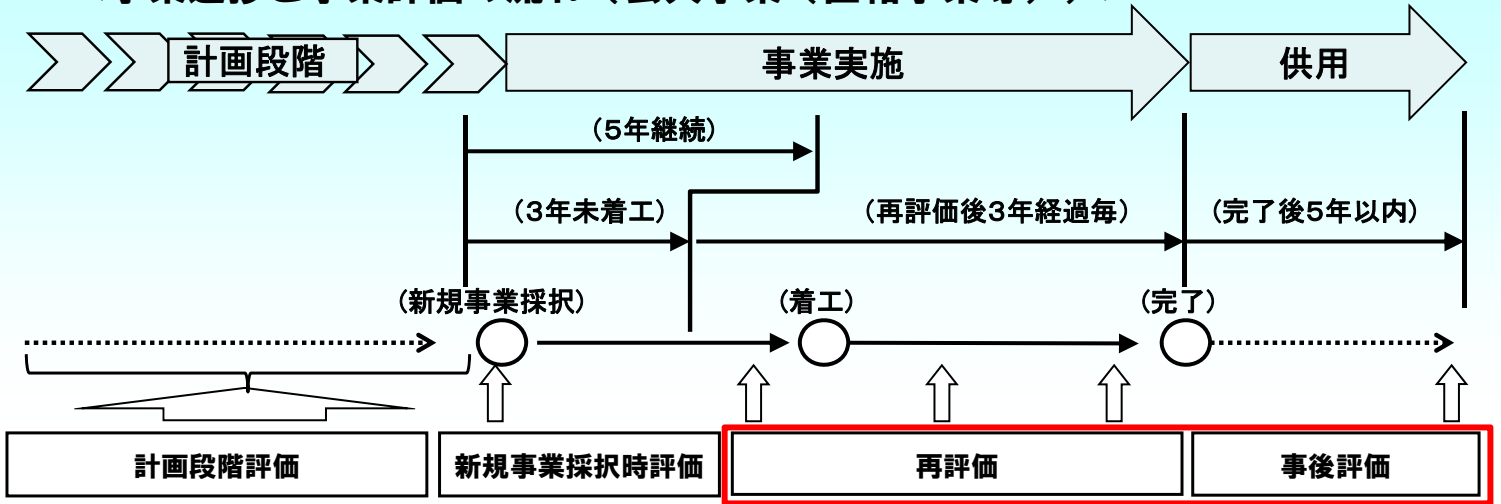 計画段階
事業実施
供用
（５年継続）
（３年未着工）
（再評価後３年経過毎）
（完了後５年以内）
（新規事業採択）
（着工）
（完了）
計画段階評価
新規事業採択時評価
再評価
事後評価